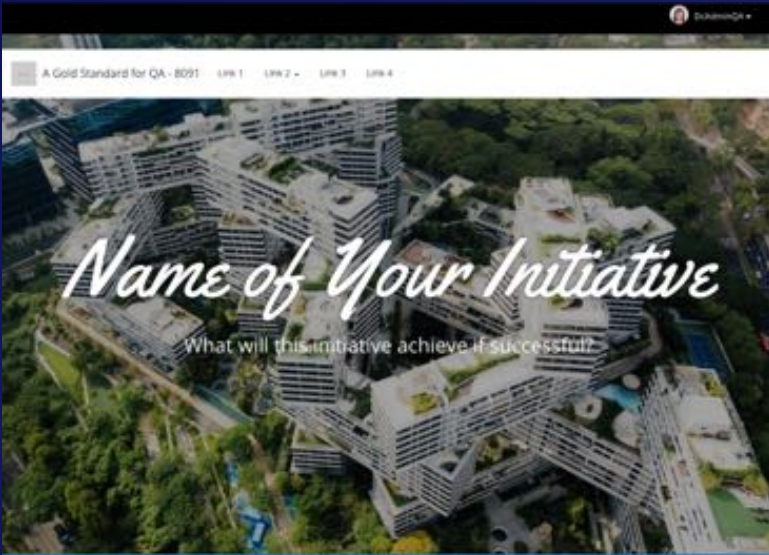 DcAdminQA
A Gold Standard for QA - 8091 Link 1 Link 2 Link 3 Link 4
Name of Your Initiative
What will this initiative achieve if successful?